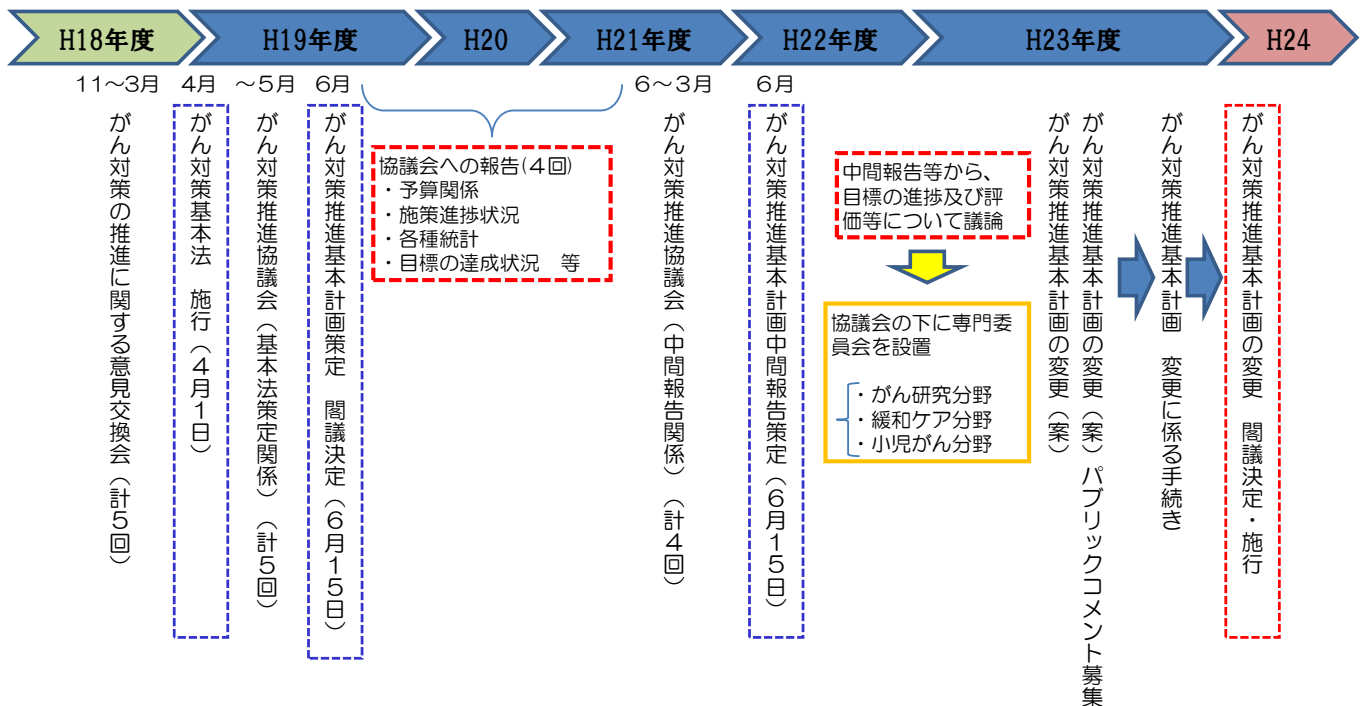 H18年度
H19年度
H20
H21年度
H22年度
H23年度
H24
11～3月
4月
～5月
6月
6～3月
6月
がん対策の推進に関する意見交換会（計5回）
がん対策基本法　施行（4月1日）
がん対策推進協議会（基本法策定関係）（計5回）
がん対策推進基本計画策定　閣議決定（6月15日）
協議会への報告(4回)
・予算関係
・施策進捗状況
・各種統計
・目標の達成状況　等
がん対策推進協議会（中間報告関係）（計4回）
がん対策推進基本計画中間報告策定（6月15日）
中間報告等から、
目標の進捗及び評
価等について議論
協議会の下に専門委
員会を設置
・がん研究分野
・緩和ケア分野
・小児がん分野
がん対策推進基本計画の変更（案）
がん対策推進基本計画の変更（案）パブリックコメント募集
がん対策推進基本計画　変更に係る手続き
がん対策推進基本計画の変更　閣議決定・施行